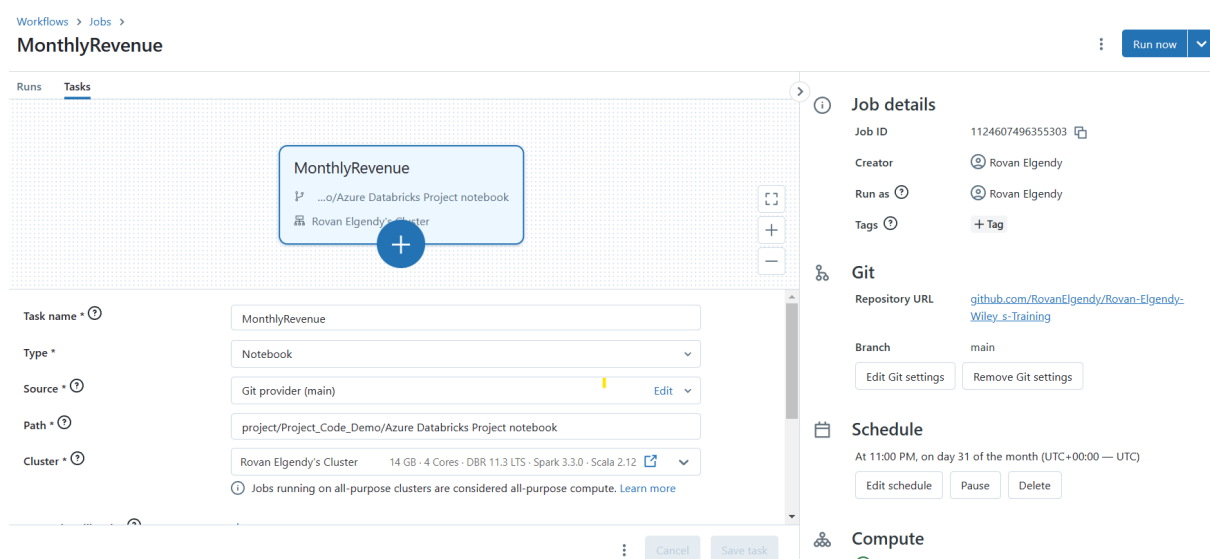 Workflows > Jobs >
MonthlyRevenue
Run now
Runs Tasks
MonthlyRevenue
...o/Azure Databricks Project notebook
Rovan Elgendy's Cluster
Task name *
MonthlyRevenue
Type *
Notebook
Source *
Git provider (main)
Edit
Path *
project/Project_Code_Demo/Azure Databricks Project notebook
Cluster *
Rovan Elgendy's Cluster 14 GB · 4 Cores · DBR 11.3 LTS · Spark 3.3.0 · Scala 2.12
Jobs running on all-purpose clusters are considered all-purpose compute. Learn more
Cancel
Save task
Job details
Job ID 1124607496355303
Creator Rovan Elgendy
Run as Rovan Elgendy
Tags + Tag
Git
Repository URL github.com/RovanElgendy/Rovan-Elgendy-
Wiley_s-Training
Branch main
Edit Git settings Remove Git settings
Schedule
At 11:00 PM, on day 31 of the month (UTC+00:00 — UTC)
Edit schedule Pause Delete
Compute